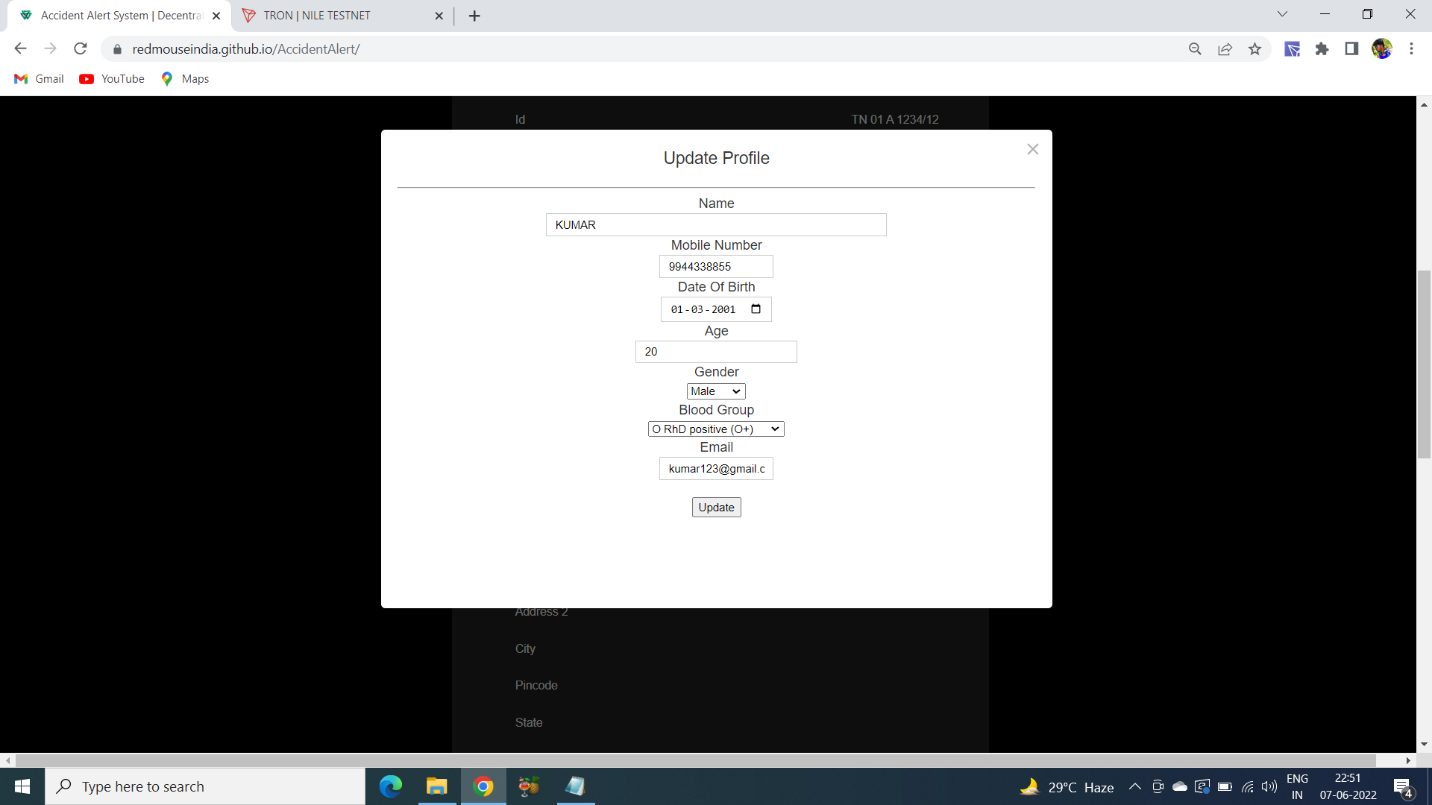 Accident Alert System | Decentral
TRON | NILE TESTNET
redmouseindia.github.io/AccidentAlert/
Gmail
YouTube
Maps
Id
TN 01 A 1234/12
Update Profile
Name
KUMAR
Mobile Number
9944338855
Date Of Birth
01-03-2001
Age
20
Gender
Male
Blood Group
O RhD positive (O+)
Email
kumar123@gmail.c
Update
Address 2
City
Pincode
State
Type here to search
29°C Haze
ENG
IN
22:51
07-06-2022
4